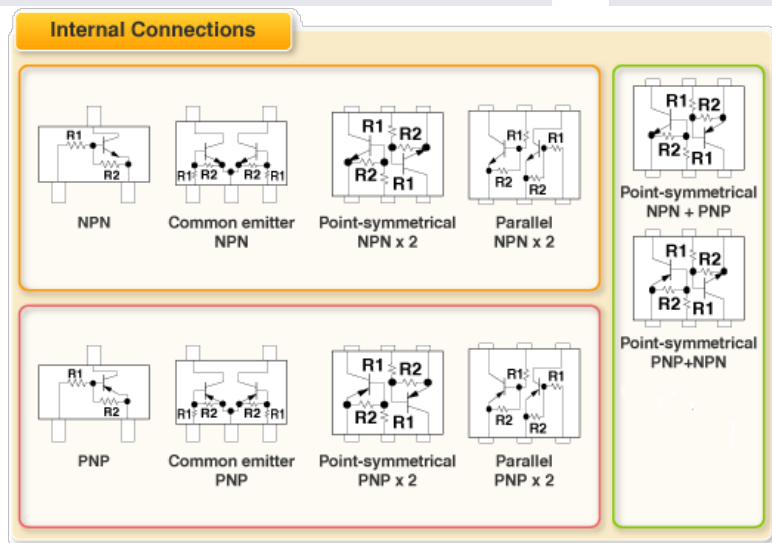 Internal Connections
R1
R2
NPN
R1 R2 R2 R1
Common emitter
NPN
R1 R2
R2 R1
Point-symmetrical
NPN x 2
R1 R1
R2
R2
Parallel
NPN x 2
R1 R2
R2 R1
Point-symmetrical
NPN + PNP
R1 R2
R2 R1
Point-symmetrical
PNP+NPN
R1
R2
PNP
R1 R2 R2 R1
Common emitter
PNP
R1 R2
R2 R1
Point-symmetrical
PNP x 2
R1 R1
R2
R2
Parallel
PNP x 2